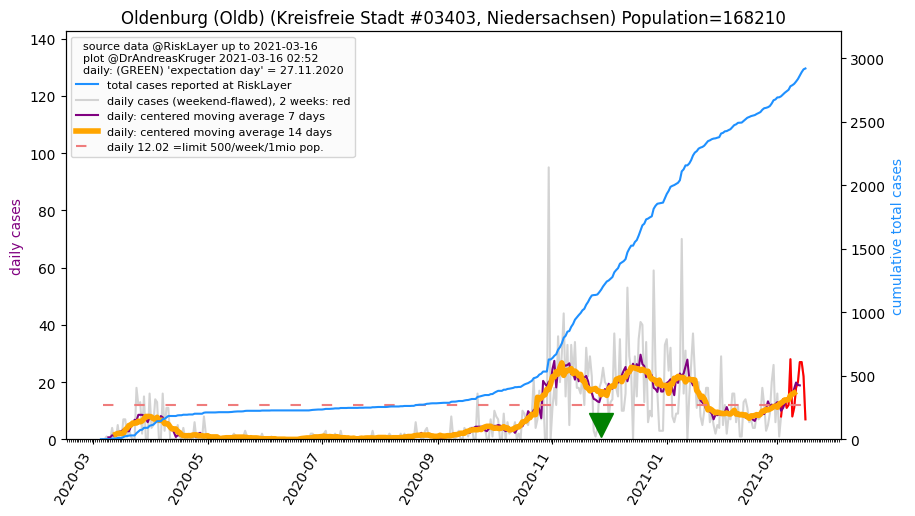 Oldenburg (Oldb) (Kreisfreie Stadt #03403, Niedersachsen) Population=168210
source data @RiskLayer up to 2021-03-16
plot @DrAndreasKruger 2021-03-16 02:52
daily: (GREEN) 'expectation day' = 27.11.2020
total cases reported at RiskLayer
daily cases (weekend-flawed), 2 weeks: red
daily: centered moving average 7 days
daily: centered moving average 14 days
daily 12.02 =limit 500/week/1mio pop.
daily cases
140
120
100
80
60
40
20
0
cumulative total cases
3000
2500
2000
1500
1000
500
0
2020-03
2020-05
2020-07
2020-09
2020-11
2021-01
2021-03